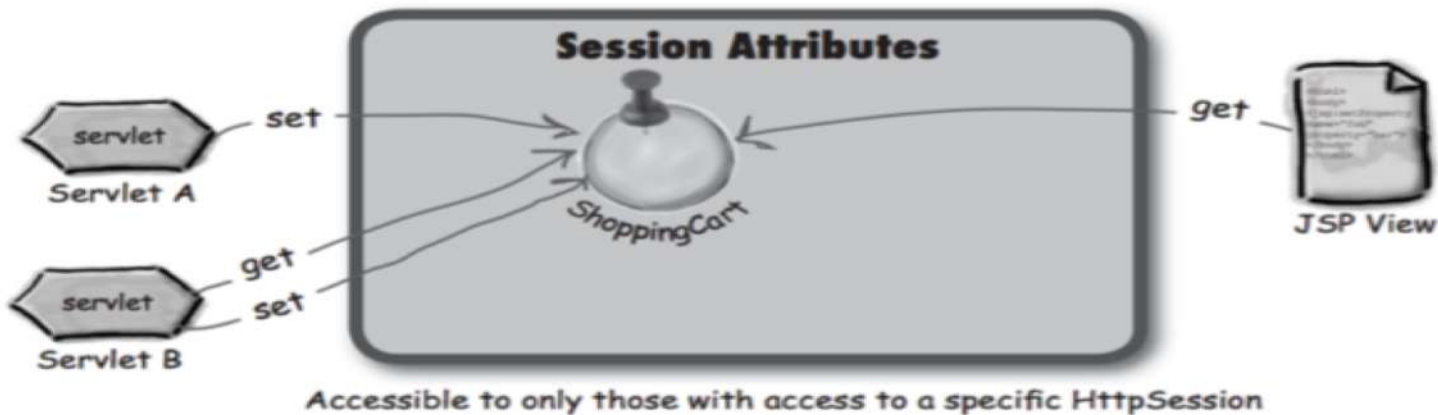 Session Attributes
servlet
set
Servlet A
get
set
servlet
Servlet B
ShoppingCart
get
JSP View
Accessible to only those with access to a specific HttpSession